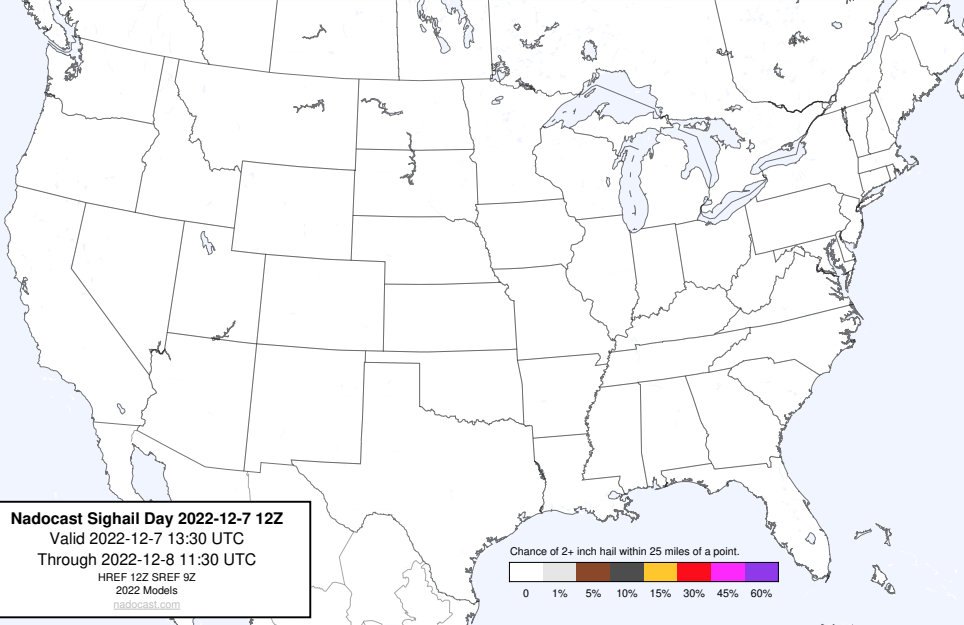 Nadocast Sighail Day 2022-12-7 12Z
Valid 2022-12-7 13:30 UTC
Through 2022-12-8 11:30 UTC
HREF 12Z SREF 9Z
2022 Models
nadocast.com
Chance of 2+ inch hail within 25 miles of a point.
0 1% 5% 10% 15% 30% 45% 60%